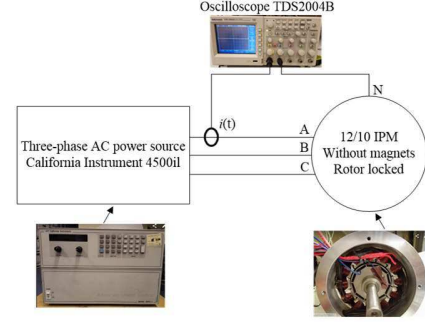 Oscilloscope TDS2004B
N
i(t)
A
Three-phase AC power source
California Instrument 4500il
B
C
12/10 IPM
Without magnets
Rotor locked